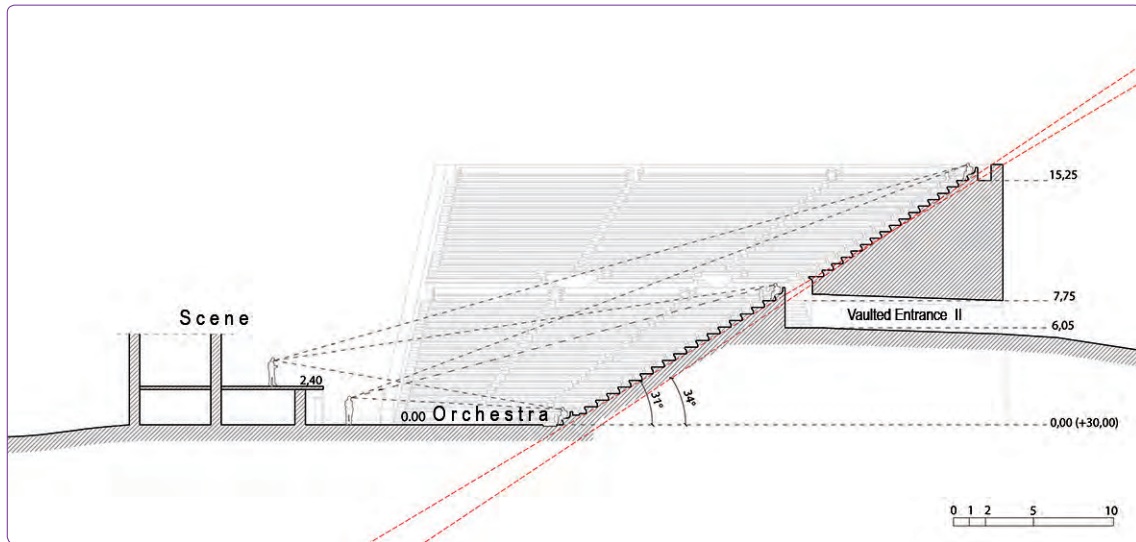 15,25
7,75
Vaulted Entrance II
6,05
Scene
2,40
0.00 Orchestra
31°
34°
0,00 (+30,00)
0 1 2 5 10